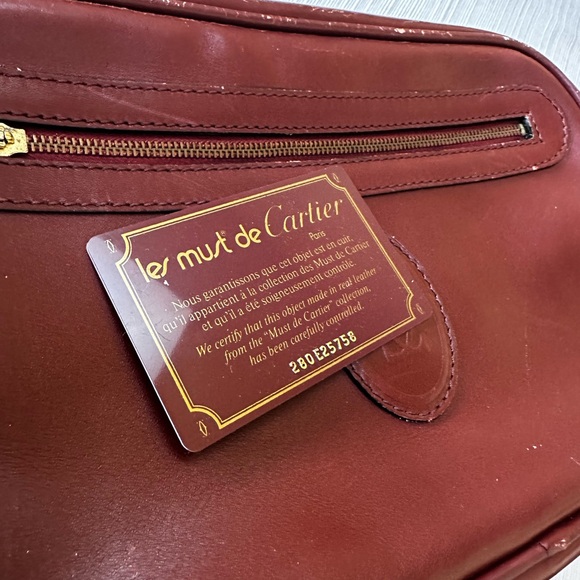 les must de Cartier
Paris
Nous garantissons que cet objet est en cuir,
qu'il appartient à la collection des Must de Cartier
et qu'il a été soigneusement contrôlé.
We certify that this object made in real leather
from the "Must de Cartier" collection,
has been carefully controlled.
280E25758